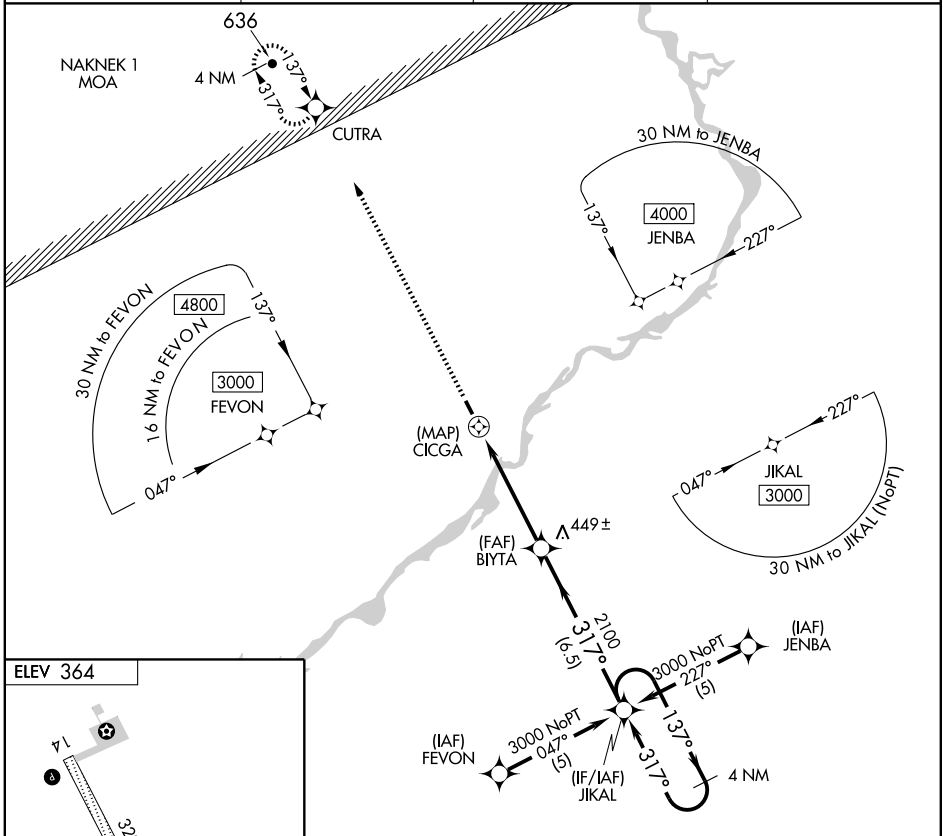 636
NAKNEK 1
MOA
4 NM
137°
317°
CUTRA
30 NM to JENBA
137°
4000
JENBA
227°
30 NM to FEVON
4800
137°
16 NM to FEVON
3000
FEVON
047°
(MAP)
CICGA
227°
047°
JIKAL
3000
30 NM to JIKAL (NoPT)
(FAF)
BIYTA
449±
2100
317°
(6.5)
(IAF)
JENBA
3000 NoPT
227°
(5)
(IAF)
FEVON
3000 NoPT
047°
(5)
(IF/IAF)
JIKAL
137°
317°
4 NM
ELEV 364
14
P
32